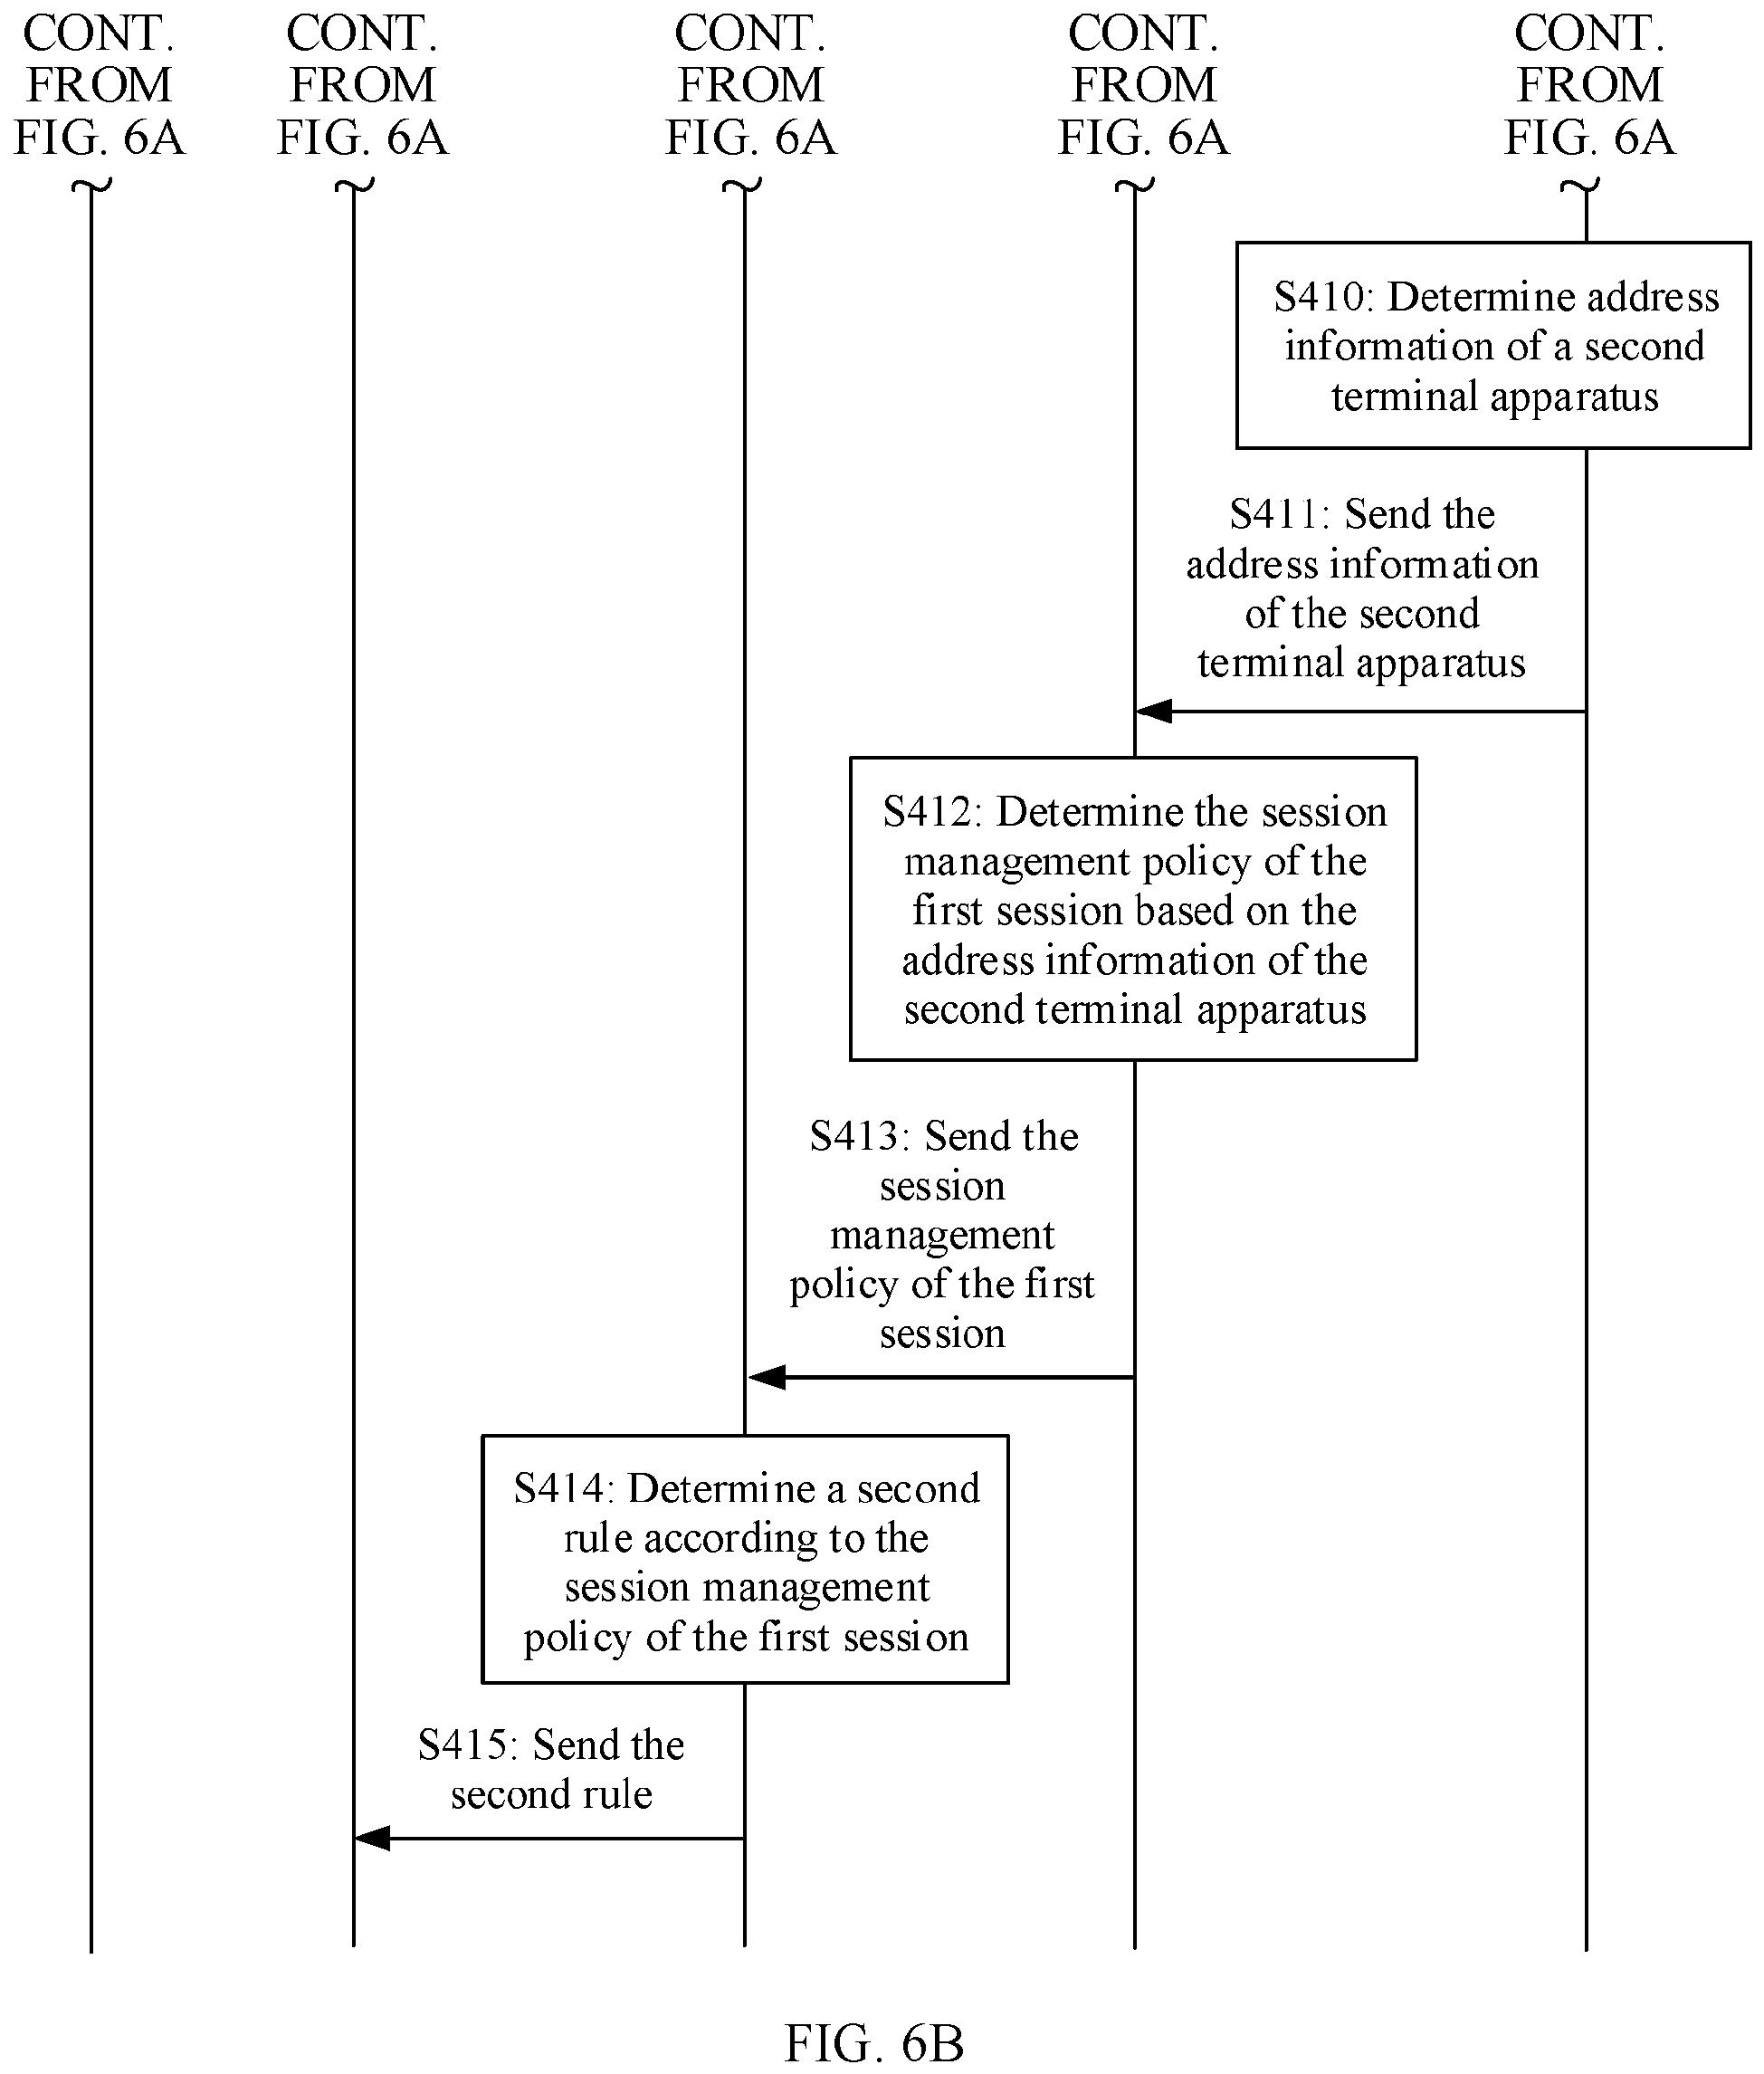 CONT.
FROM
FIG. 6A
CONT.
FROM
FIG. 6A
CONT.
FROM
FIG. 6A
CONT.
FROM
FIG. 6A
CONT.
FROM
FIG. 6A
S410: Determine address
information of a second
terminal apparatus
S411: Send the
address information
of the second
terminal apparatus
S412: Determine the session
management policy of the
first session based on the
address information of the
second terminal apparatus
S413: Send the
session
management
policy of the first
session
S414: Determine a second
rule according to the
session management
policy of the first session
S415: Send the
second rule
FIG. 6B